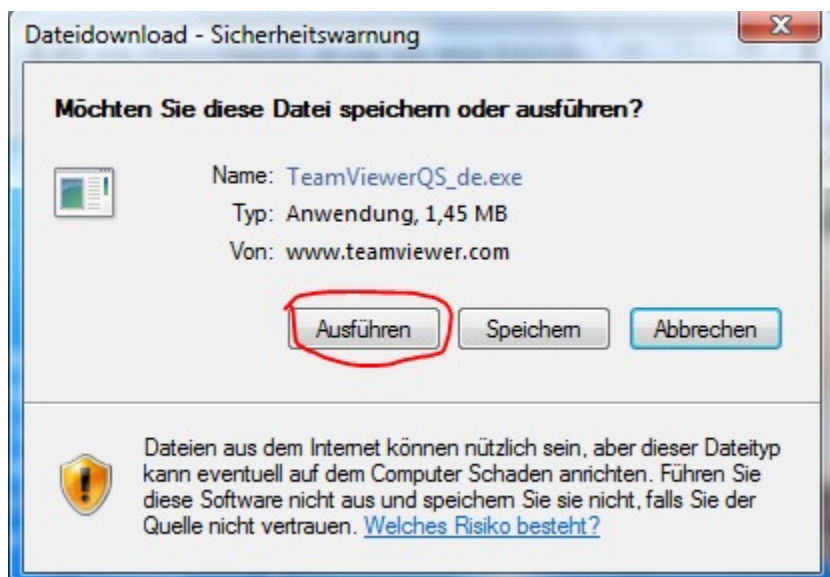 Dateidownload - Sicherheitswarnung
Möchten Sie diese Datei speichern oder ausführen?
Name: TeamViewerQS_de.exe
Typ: Anwendung, 1,45 MB
Von: www.teamviewer.com
Ausführen Speichern Abbrechen
Dateien aus dem Internet können nützlich sein, aber dieser Dateityp
kann eventuell auf dem Computer Schaden anrichten. Führen Sie
diese Software nicht aus und speichern Sie sie nicht, falls Sie der
Quelle nicht vertrauen. Welches Risiko besteht?